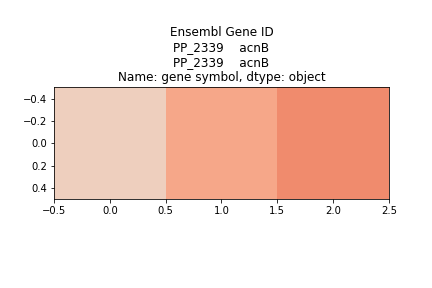 Ensembl Gene ID
PP_2339    acnB
PP_2339    acnB
Name: gene symbol, dtype: object
−0.4
−0.2
0.0
0.2
0.4
−0.5 0.0 0.5 1.0 1.5 2.0 2.5